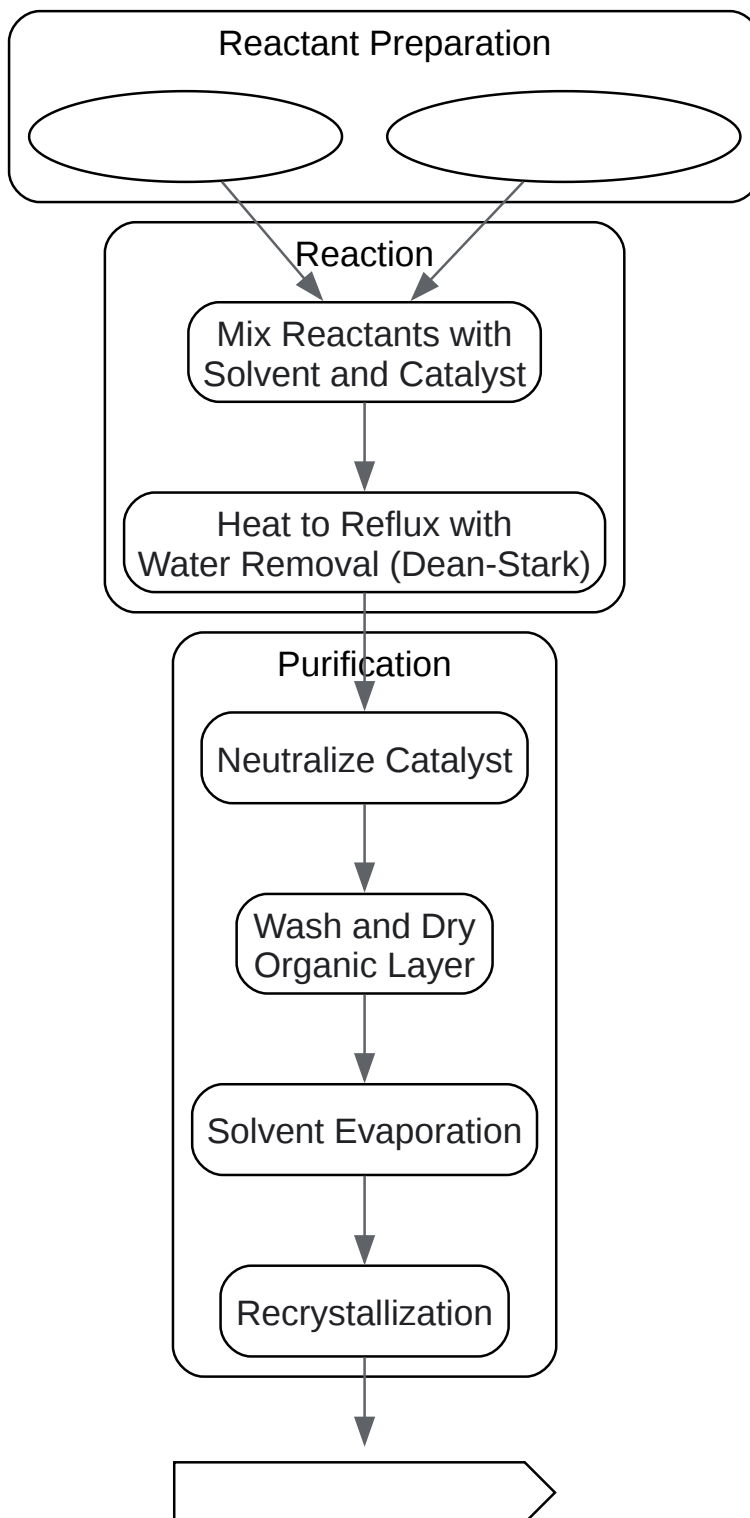 Reactant Preparation
Reaction
Mix Reactants with
Solvent and Catalyst
Heat to Reflux with
Water Removal (Dean-Stark)
Purification
Neutralize Catalyst
Wash and Dry
Organic Layer
Solvent Evaporation
Recrystallization